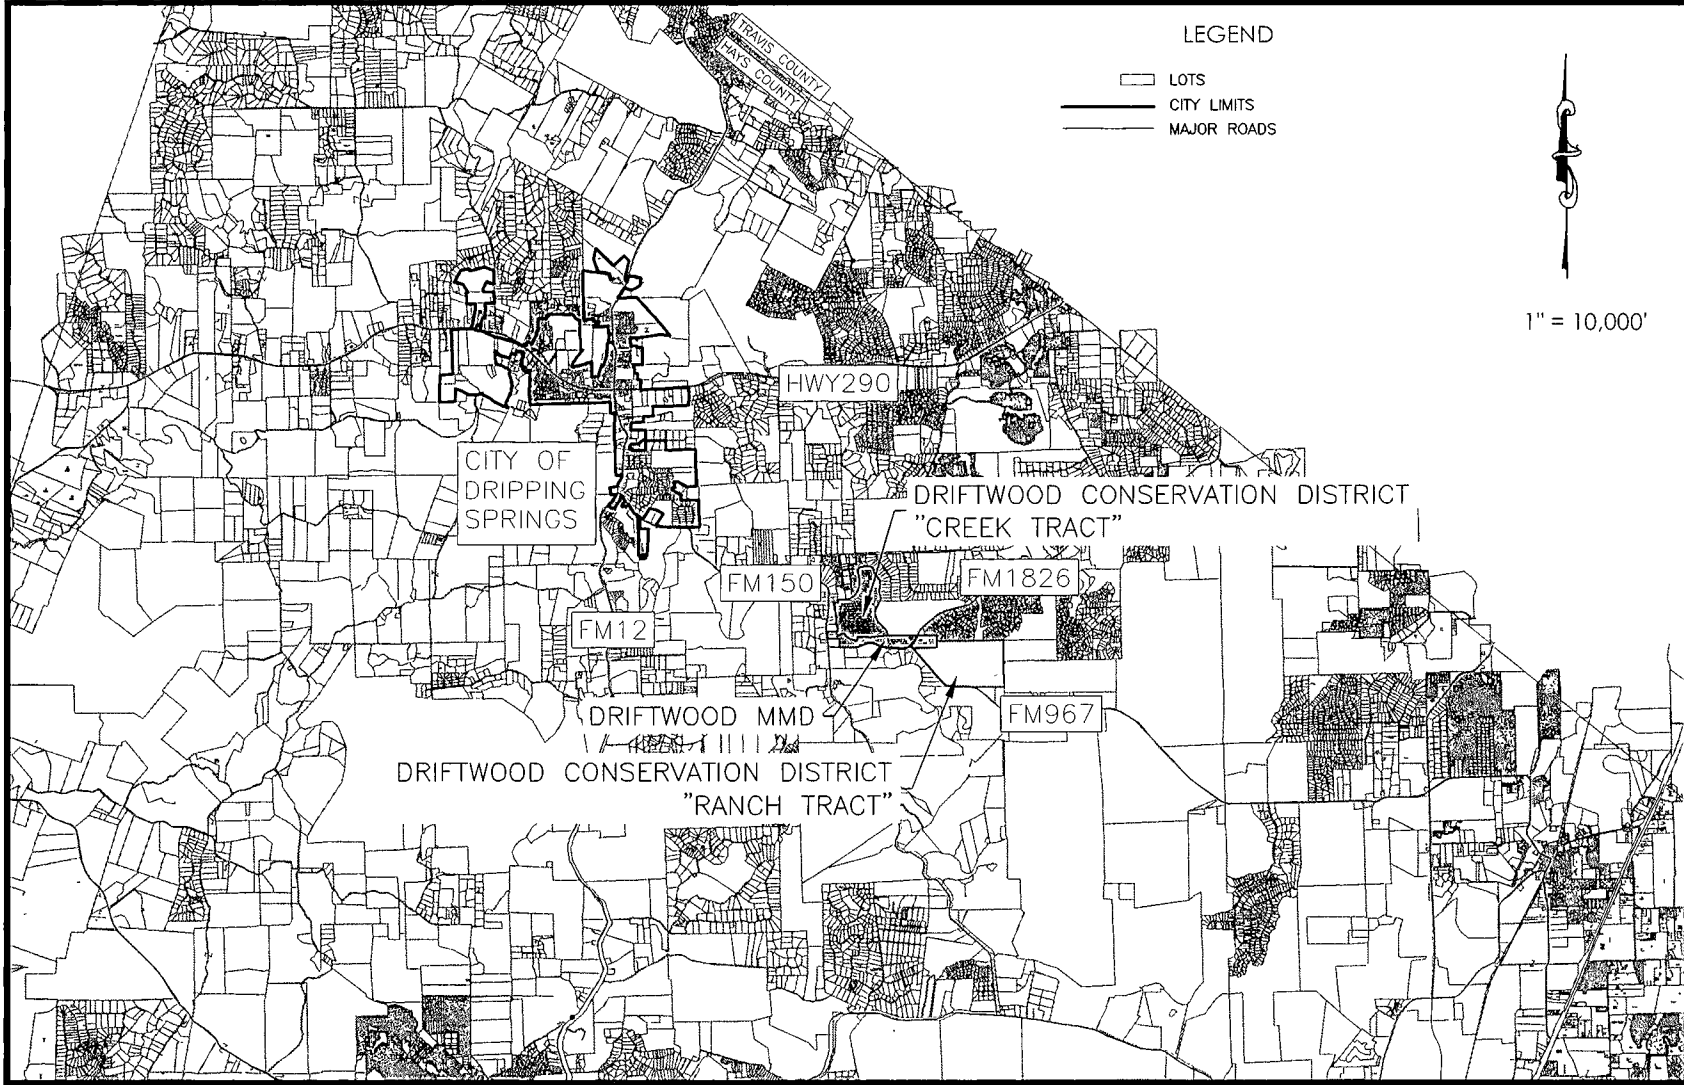 LEGEND
LOTS
CITY LIMITS
MAJOR ROADS
TRAVIS COUNTY
HAYS COUNTY
1" = 10,000'
HWY290
CITY OF
DRIPPING
SPRINGS
DRIFTWOOD CONSERVATION DISTRICT
"CREEK TRACT"
FM150
FM1826
FM12
DRIFTWOOD MMD
FM967
DRIFTWOOD CONSERVATION DISTRICT
"RANCH TRACT"